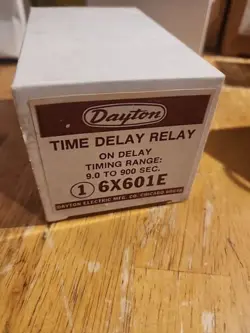 Dayton
TIME DELAY RELAY
ON DELAY
TIMING RANGE:
9.0 TO 900 SEC.
1 6X601E
DAYTON ELECTRIC MFG. CO. CHICAGO 60648